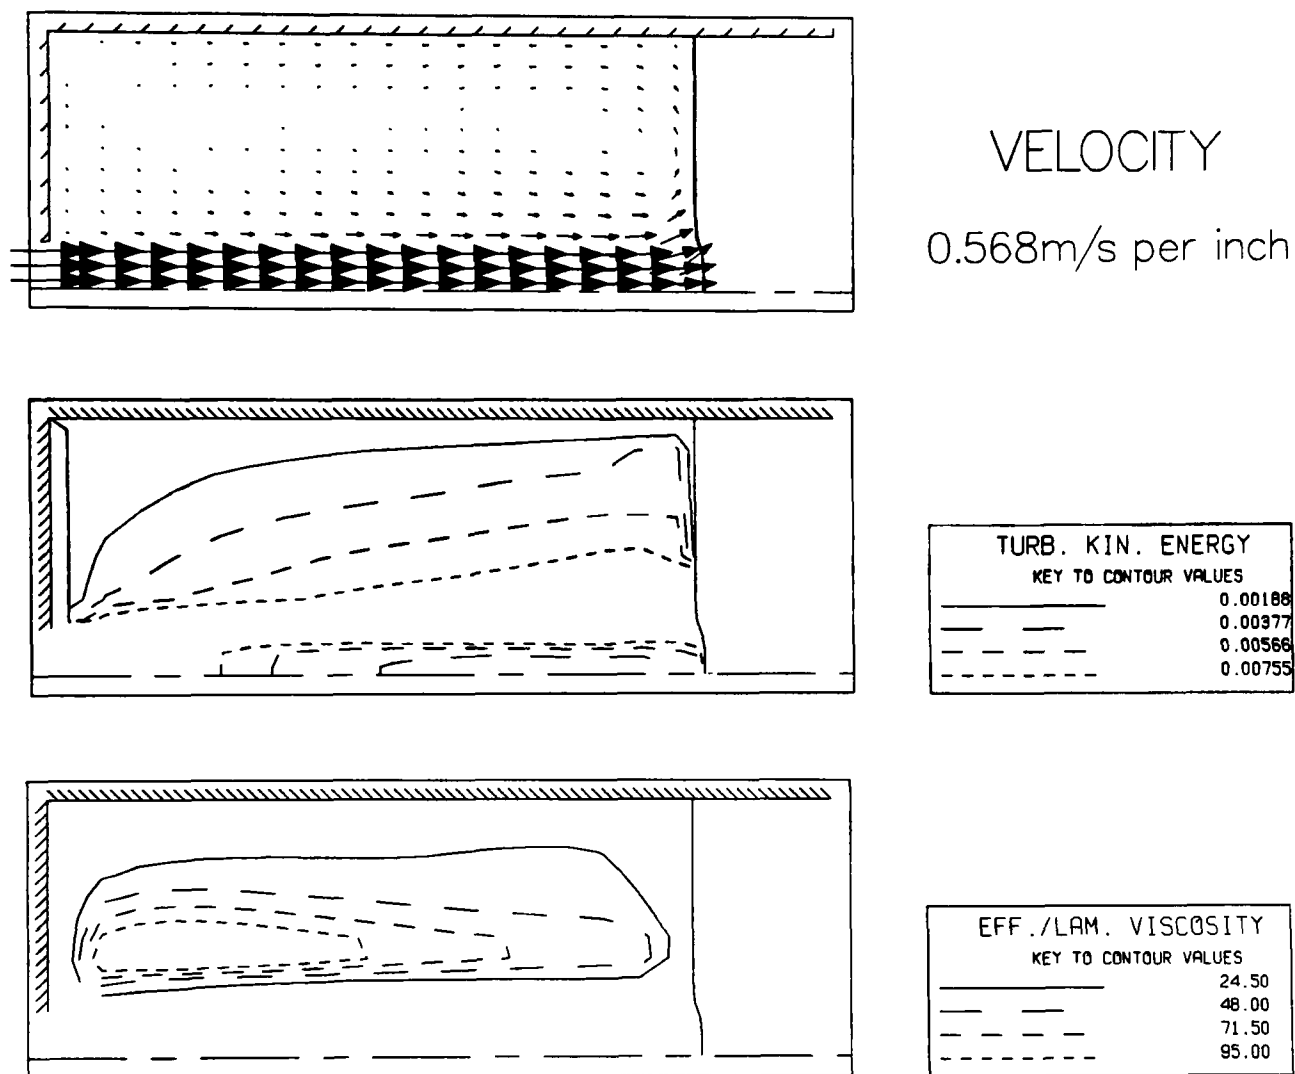 VELOCITY
0.568m/s per inch
TURB. KIN. ENERGY
KEY TO CONTOUR VALUES
0.00188
0.00377
0.00566
0.00755
EFF./LAM. VISCOSITY
KEY TO CONTOUR VALUES
24.50
48.00
71.50
95.00